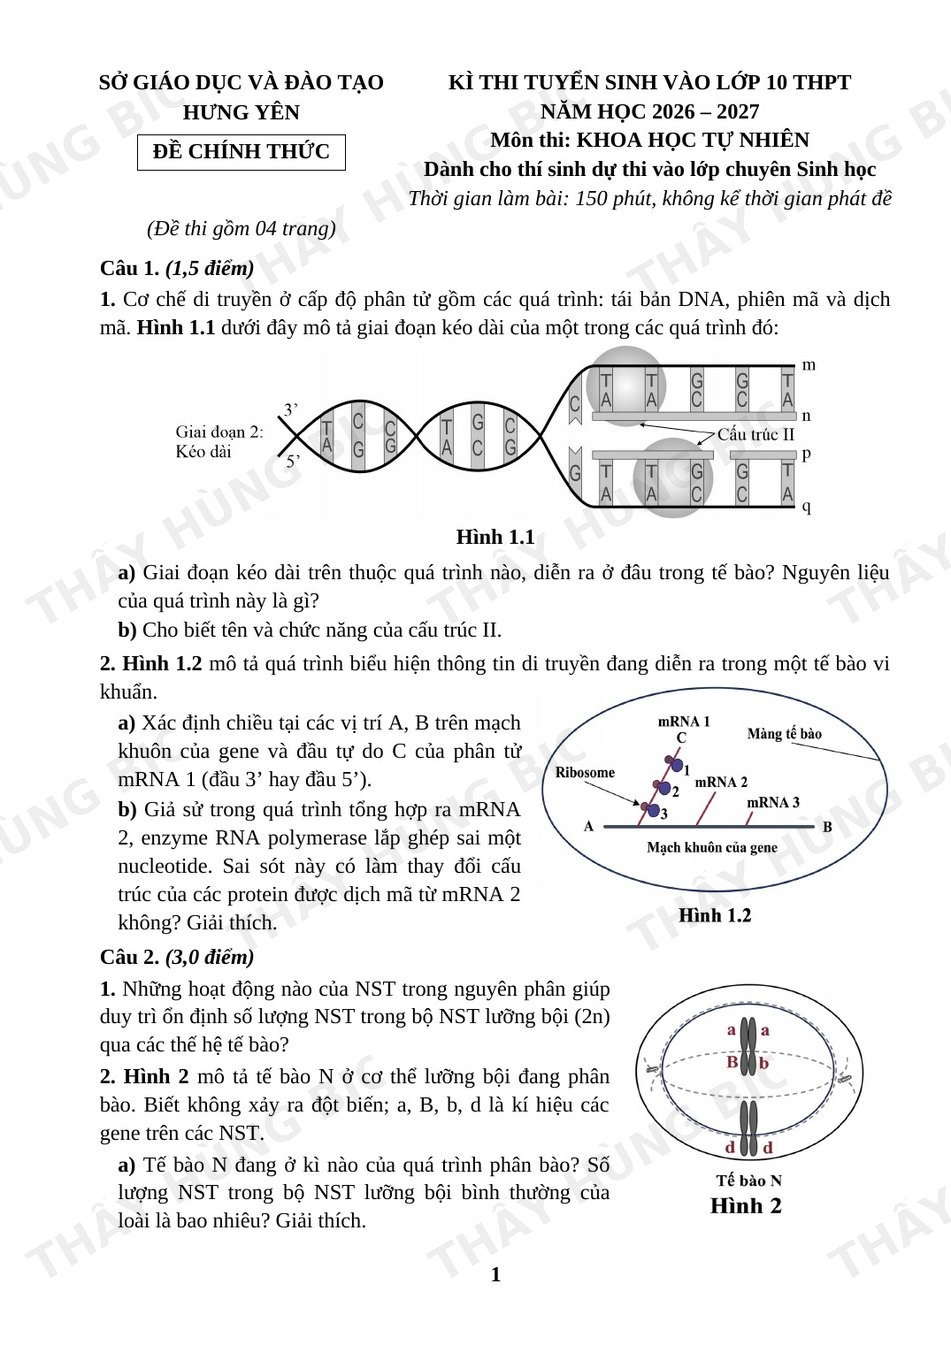 SỞ GIÁO DỤC VÀ ĐÀO TẠO
HƯNG YÊN
ĐỀ CHÍNH THỨC
(Đề thi gồm 04 trang)
KÌ THI TUYỂN SINH VÀO LỚP 10 THPT
NĂM HỌC 2026 – 2027
Môn thi: KHOA HỌC TỰ NHIÊN
Dành cho thí sinh dự thi vào lớp chuyên Sinh học
Thời gian làm bài: 150 phút, không kể thời gian phát đề
Câu 1. (1,5 điểm)
1. Cơ chế di truyền ở cấp độ phân tử gồm các quá trình: tái bản DNA, phiên mã và dịch
mã. Hình 1.1 dưới đây mô tả giai đoạn kéo dài của một trong các quá trình đó:
Giai đoạn 2:
Kéo dài
3’
5’
T C C T G C C T T G G T
A G G A C G A A C C A
m
n
Cấu trúc II
p
G T T G G T
A A C C A
q
Hình 1.1
a) Giai đoạn kéo dài trên thuộc quá trình nào, diễn ra ở đâu trong tế bào? Nguyên liệu
của quá trình này là gì?
b) Cho biết tên và chức năng của cấu trúc II.
2. Hình 1.2 mô tả quá trình biểu hiện thông tin di truyền đang diễn ra trong một tế bào vi
khuẩn.
a) Xác định chiều tại các vị trí A, B trên mạch
khuôn của gene và đầu tự do C của phân tử
mRNA 1 (đầu 3’ hay đầu 5’).
b) Giả sử trong quá trình tổng hợp ra mRNA
2, enzyme RNA polymerase lắp ghép sai một
nucleotide. Sai sót này có làm thay đổi cấu
trúc của các protein được dịch mã từ mRNA 2
không? Giải thích.
mRNA 1
C
Màng tế bào
Ribosome
1
mRNA 2
2
mRNA 3
3
A
B
Mạch khuôn của gene
Hình 1.2
Câu 2. (3,0 điểm)
1. Những hoạt động nào của NST trong nguyên phân giúp
duy trì ổn định số lượng NST trong bộ NST lưỡng bội (2n)
qua các thế hệ tế bào?
2. Hình 2 mô tả tế bào N ở cơ thể lưỡng bội đang phân
bào. Biết không xảy ra đột biến; a, B, b, d là kí hiệu các
gene trên các NST.
a) Tế bào N đang ở kì nào của quá trình phân bào? Số
lượng NST trong bộ NST lưỡng bội bình thường của
loài là bao nhiêu? Giải thích.
a a
B b
d d
Tế bào N
Hình 2
1
THẦY HÙNG BIO